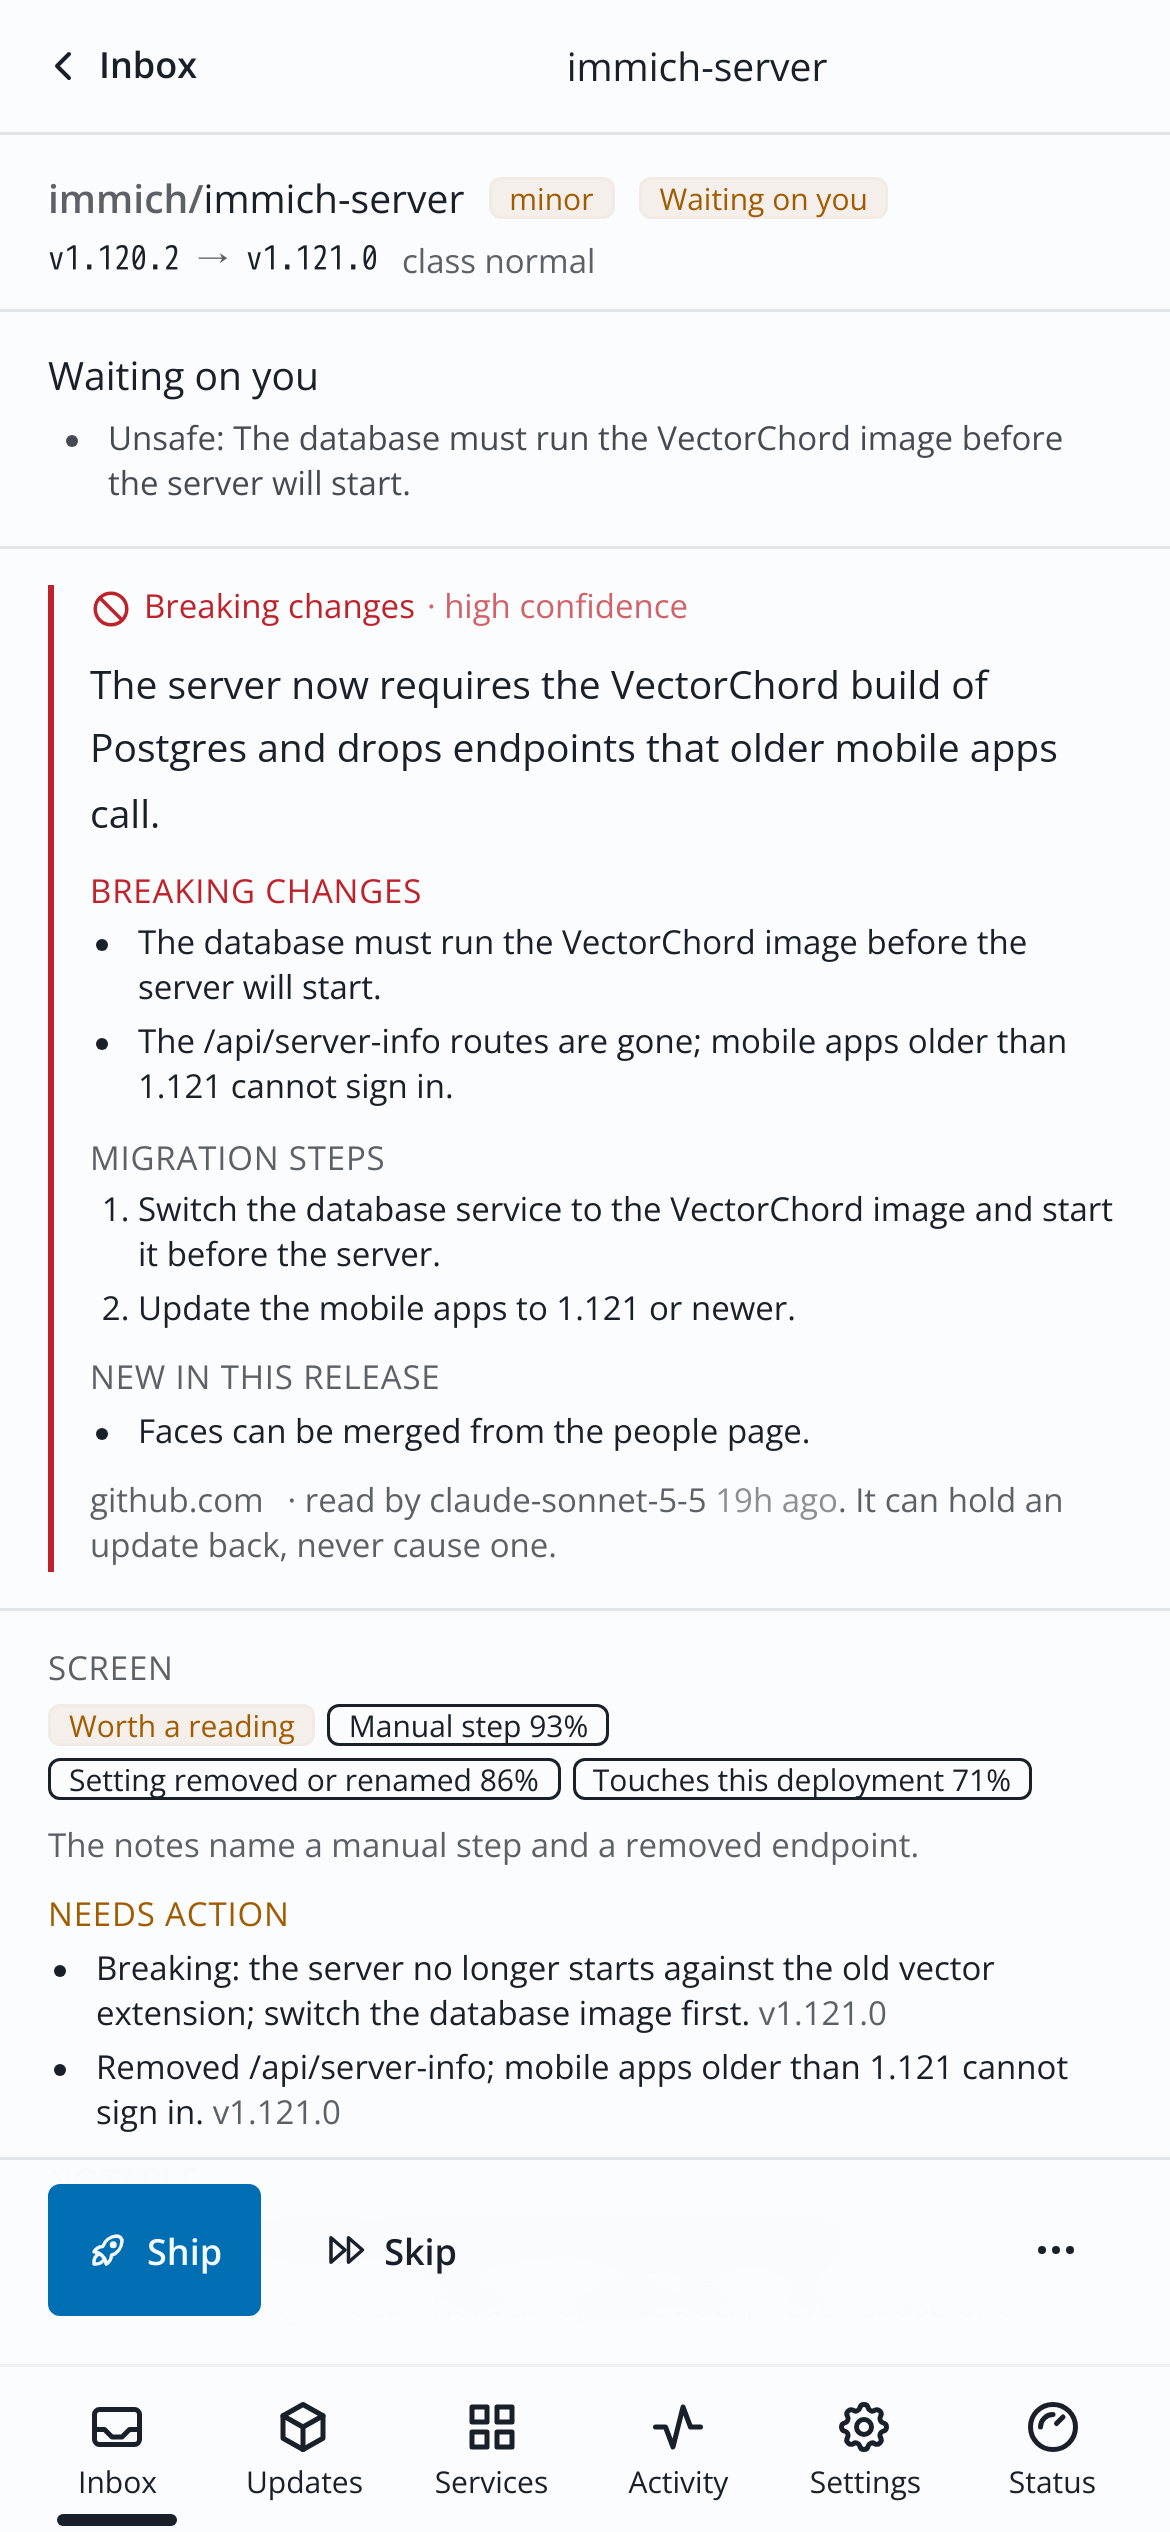 Inbox
immich-server
immich/immich-server minor Waiting on you
v1.120.2 → v1.121.0 class normal
Waiting on you
• Unsafe: The database must run the VectorChord image before
the server will start.
Breaking changes · high confidence
The server now requires the VectorChord build of
Postgres and drops endpoints that older mobile apps
call.
BREAKING CHANGES
• The database must run the VectorChord image before the
server will start.
• The /api/server-info routes are gone; mobile apps older than
1.121 cannot sign in.
MIGRATION STEPS
1. Switch the database service to the VectorChord image and start
it before the server.
2. Update the mobile apps to 1.121 or newer.
NEW IN THIS RELEASE
• Faces can be merged from the people page.
github.com · read by claude-sonnet-5-5 19h ago. It can hold an
update back, never cause one.
SCREEN
Worth a reading Manual step 93%
Setting removed or renamed 86% Touches this deployment 71%
The notes name a manual step and a removed endpoint.
NEEDS ACTION
• Breaking: the server no longer starts against the old vector
extension; switch the database image first. v1.121.0
• Removed /api/server-info; mobile apps older than 1.121 cannot
sign in. v1.121.0
Ship Skip
Inbox Updates Services Activity Settings Status